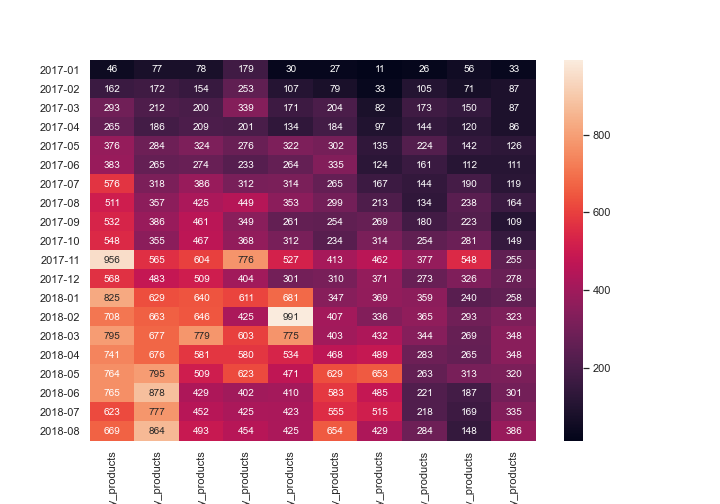 2017-01 46 77 78 179 30 27 11 26 56 33
2017-02 162 172 154 253 107 79 33 105 71 87
2017-03 293 212 200 339 171 204 82 173 150 87
2017-04 265 186 209 201 134 184 97 144 120 86
2017-05 376 284 324 276 322 302 135 224 142 126
2017-06 383 265 274 233 264 335 124 161 112 111
2017-07 576 318 386 312 314 265 167 144 190 119
2017-08 511 357 425 449 353 299 213 134 238 164
2017-09 532 386 461 349 261 254 269 180 223 109
2017-10 548 355 467 368 312 234 314 254 281 149
2017-11 956 565 604 776 527 413 462 377 548 255
2017-12 568 483 509 404 301 310 371 273 326 278
2018-01 825 629 640 611 681 347 369 359 240 258
2018-02 708 663 646 425 991 407 336 365 293 323
2018-03 795 677 779 603 775 403 432 344 269 348
2018-04 741 676 581 580 534 468 489 283 265 348
2018-05 764 795 509 623 471 629 653 263 313 320
2018-06 765 878 429 402 410 583 485 221 187 301
2018-07 623 777 452 425 423 555 515 218 169 335
2018-08 669 864 493 454 425 654 429 284 148 386
y_products y_products y_products y_products y_products y_products y_products y_products y_products y_products
800
600
400
200